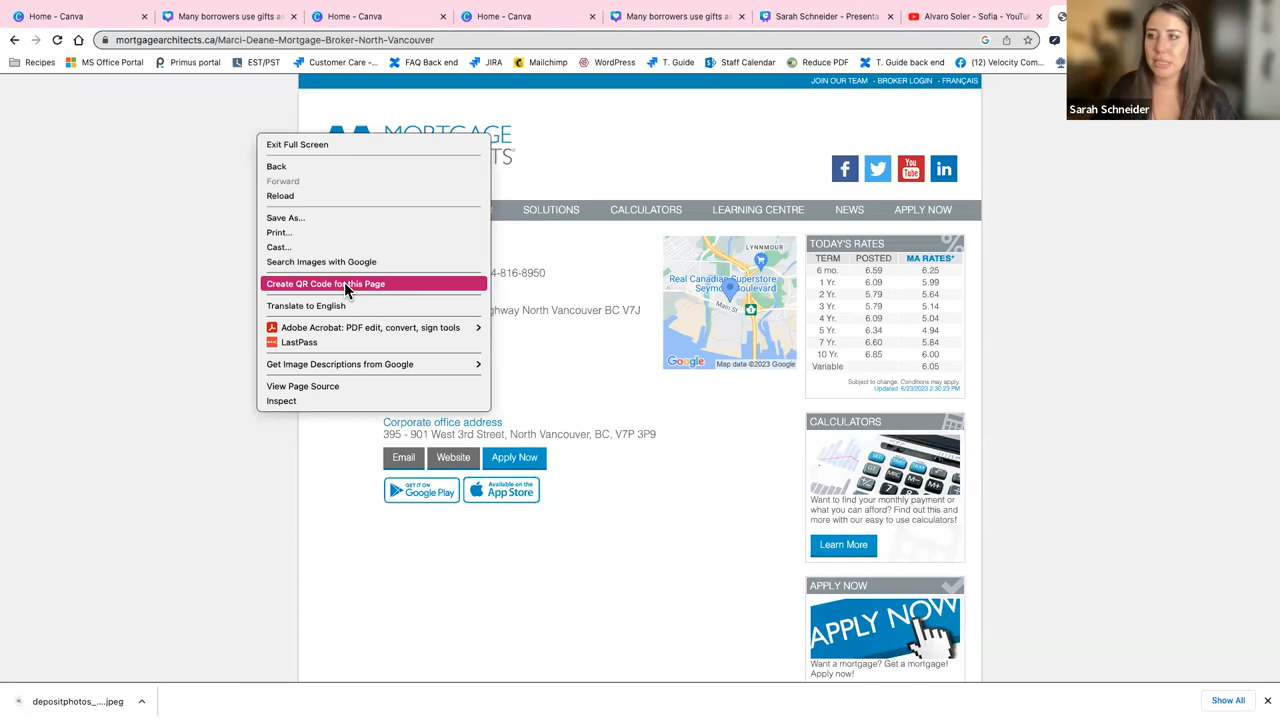 Home - Canva
Many borrowers use gifts as
Home - Canva
Home - Canva
Many borrowers use gifts as
Sarah Schneider - Presenta
Alvaro Soler - Sofia - YouTu
mortgagearchitects.ca/Marci-Deane-Mortgage-Broker-North-Vancouver
Recipes
MS Office Portal
Primus portal
EST/PST
Customer Care -...
FAQ Back end
JIRA
Mailchimp
WordPress
T. Guide
Staff Calendar
Reduce PDF
T. Guide back end
(12) Velocity Com...
Sarah Schneider
JOIN OUR TEAM - BROKER LOGIN - FRANÇAIS
MORTGAGE
TS
SOLUTIONS
CALCULATORS
LEARNING CENTRE
NEWS
APPLY NOW
Exit Full Screen
Back
Forward
Reload
Save As...
Print...
Cast...
Search Images with Google
Create QR Code for this Page
Translate to English
Adobe Acrobat: PDF edit, convert, sign tools
LastPass
Get Image Descriptions from Google
View Page Source
Inspect
4-816-8950
ghway North Vancouver BC V7J
LYNNMOUR
Real Canadian Superstore
Seymour Boulevard
Main St
Google
Map data ©2023 Google
Corporate office address
395 - 901 West 3rd Street, North Vancouver, BC, V7P 3P9
Email
Website
Apply Now
GET IT ON
Google Play
Available on the
App Store
TODAY'S RATES
%
TERM POSTED MA RATES*
6 mo. 6.59 6.25
1 Yr. 6.09 5.99
2 Yr. 5.79 5.64
3 Yr. 5.79 5.14
4 Yr. 6.09 5.04
5 Yr. 6.34 4.94
7 Yr. 6.60 5.84
10 Yr. 6.85 6.00
Variable 6.05
Subject to change. Conditions may apply.
Updated: 6/23/2023 2:30:23 PM
CALCULATORS
Want to find your monthly payment or
what you can afford? Find out this and
more with our easy to use calculators!
Learn More
APPLY NOW
APPLY NOW
Want a mortgage? Get a mortgage!
Apply now!
depositphotos_....jpeg
Show All